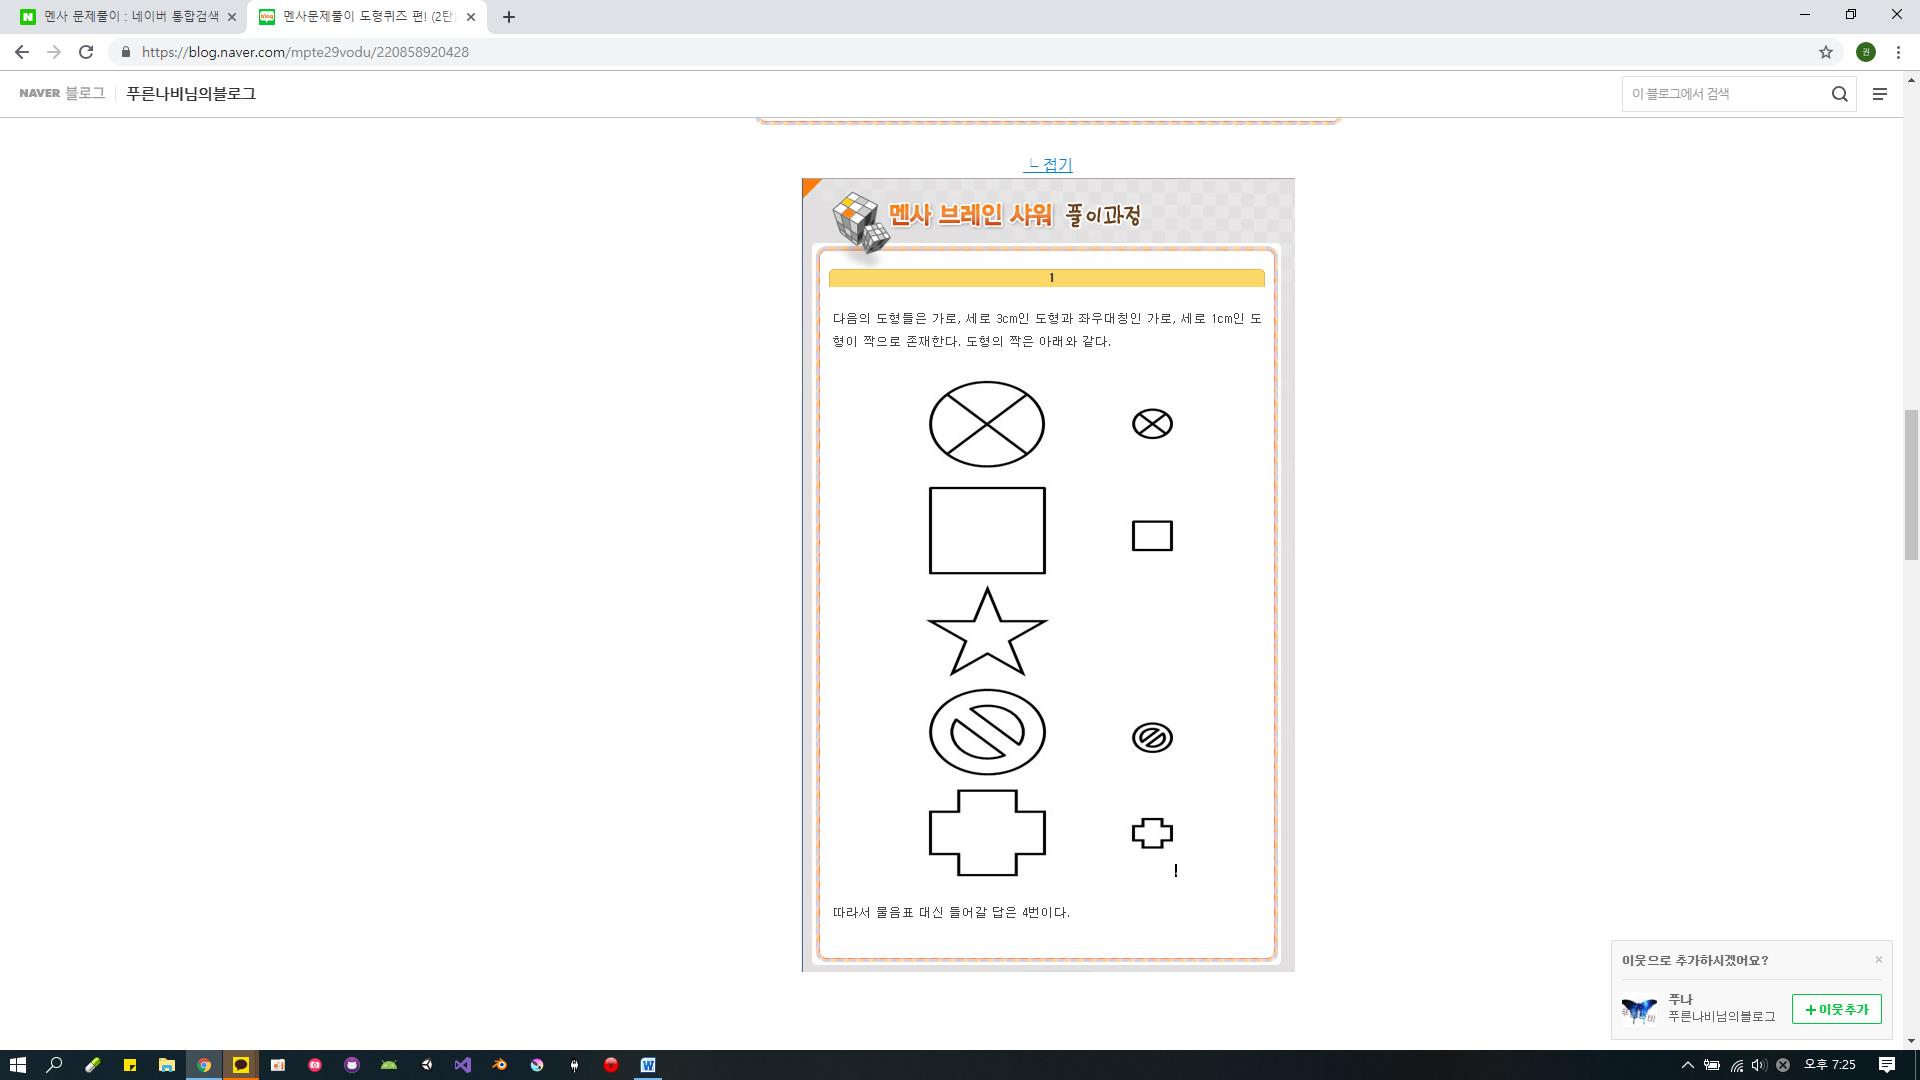 멘사 문제풀이 : 네이버 통합검색
멘사문제풀이 도형퀴즈 편! (2탄)
https://blog.naver.com/mpte29vodu/220858920428
권
NAVER 블로그
푸른나비님의블로그
이 블로그에서 검색
ㄴ접기
멘사 브레인 샤워 풀이과정
1
다음의 도형들은 가로, 세로 3cm인 도형과 좌우대칭인 가로, 세로 1cm인 도
형이 짝으로 존재한다. 도형의 짝은 아래와 같다.
!
따라서 물음표 대신 들어갈 답은 4번이다.
이웃으로 추가하시겠어요?
푸나
푸른나비님의블로그
+이웃추가
오후 7:25